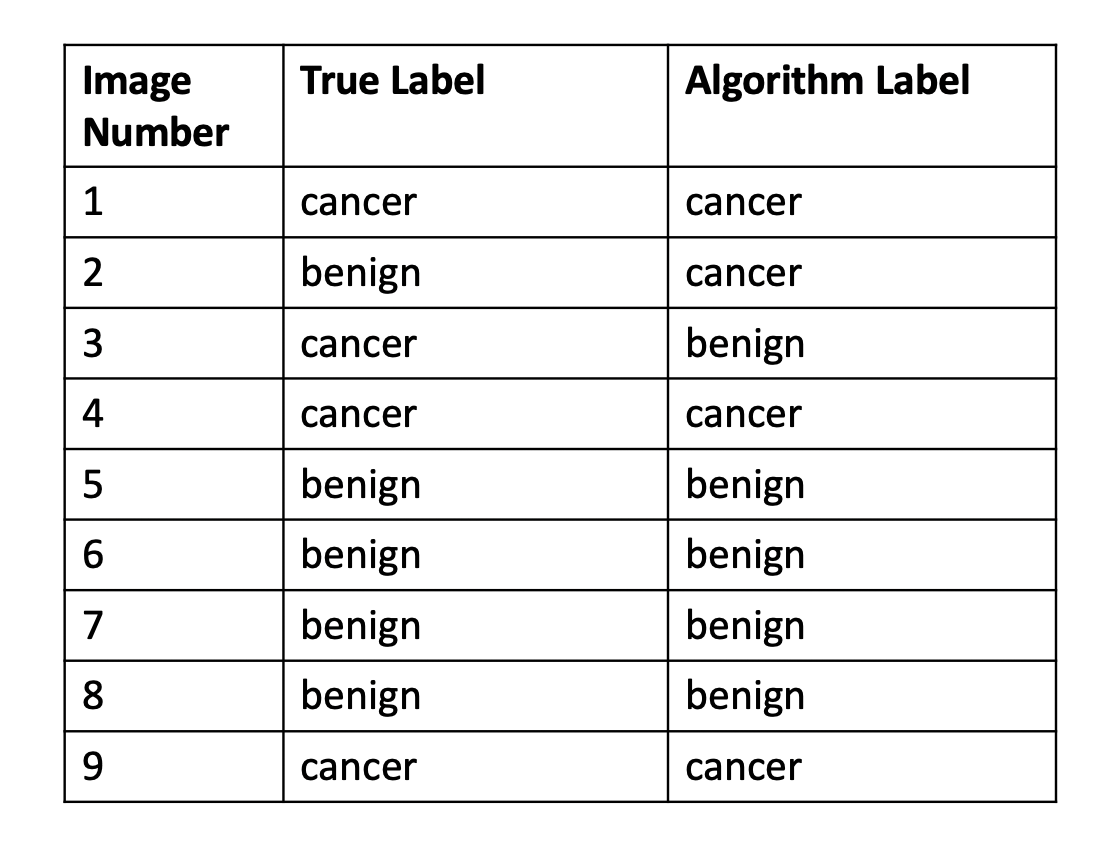 Image Number True Label Algorithm Label
1 cancer cancer
2 benign cancer
3 cancer benign
4 cancer cancer
5 benign benign
6 benign benign
7 benign benign
8 benign benign
9 cancer cancer